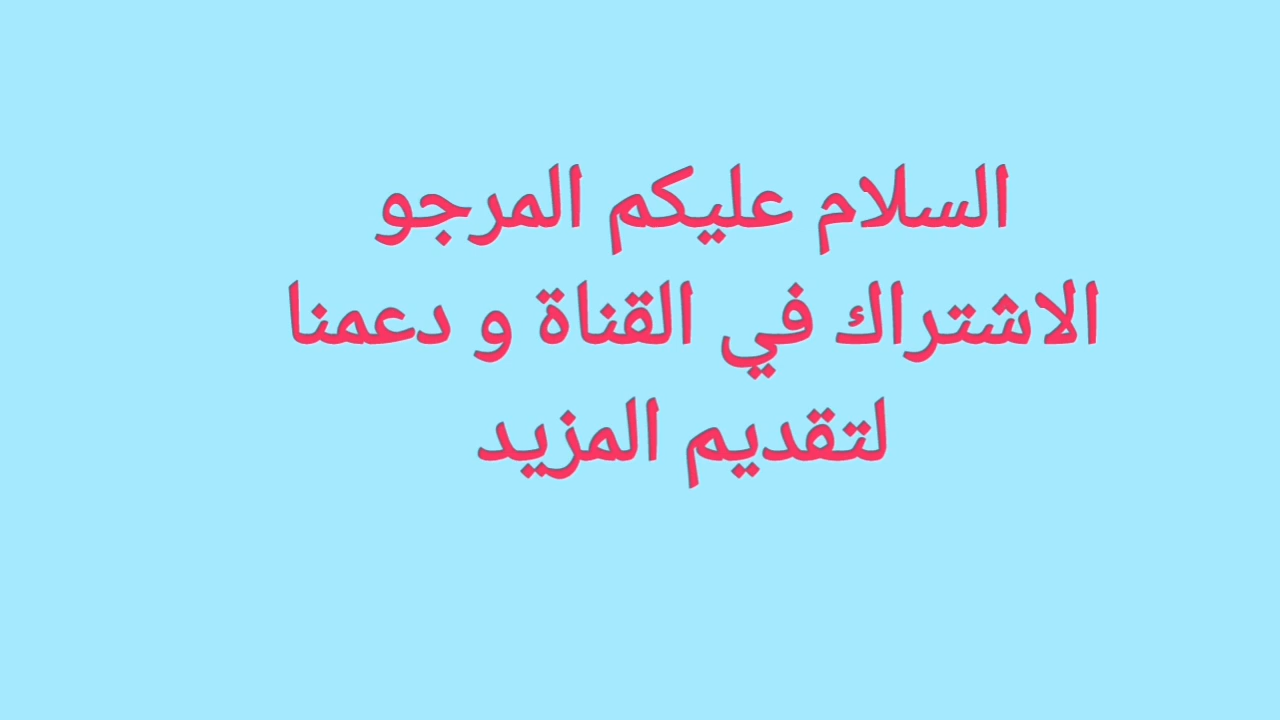 السلام عليكم المرجو
الاشتراك في القناة و دعمنا
لتقديم المزيد